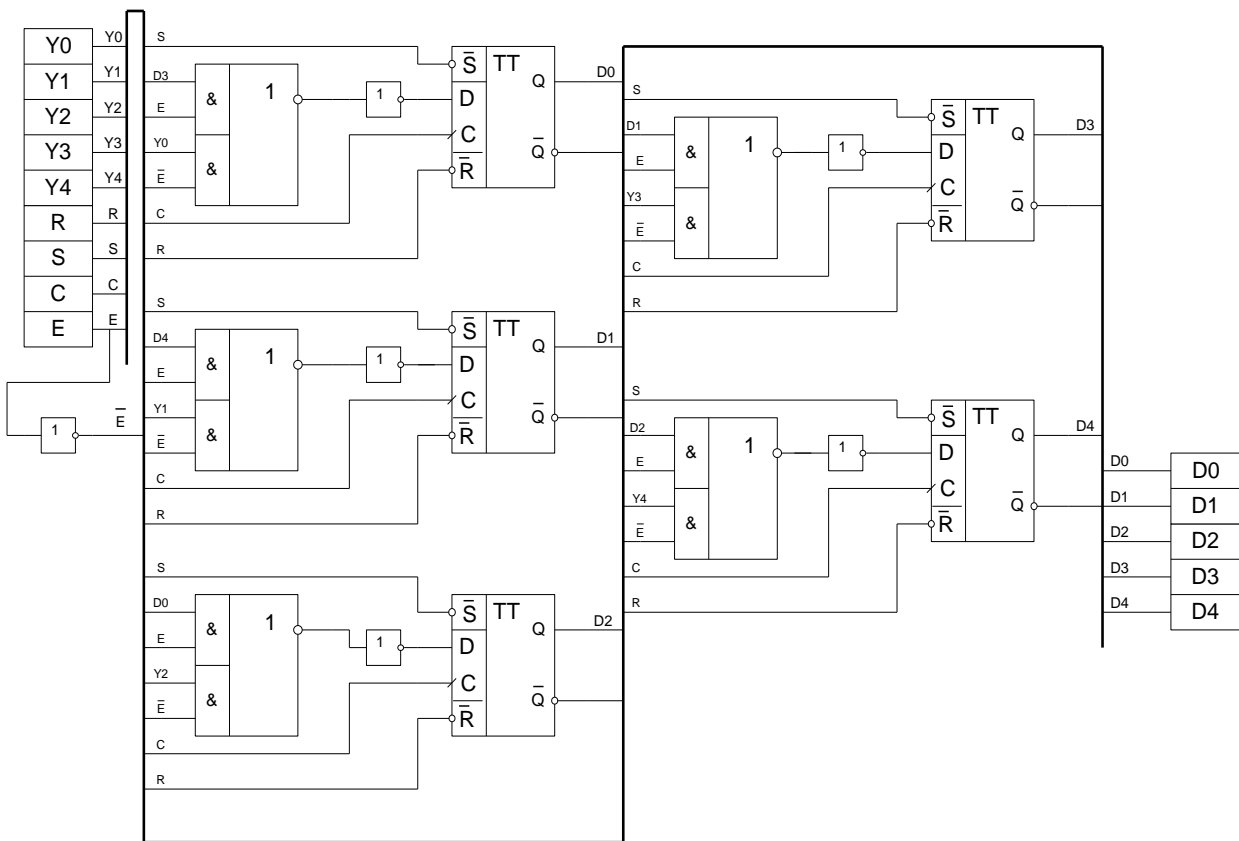 Y0 Y0
Y1 Y1
Y2 Y2
Y3 Y3
Y4 Y4
R R
S S
C C
E E
1 E̅
S
D3
E
Y0
E̅
C
R
&
&
1
1
S̅ TT
D Q
C
R̅ Q̅
D0
S
D4
E
Y1
E̅
C
R
&
&
1
1
S̅ TT
D Q
C
R̅ Q̅
D1
S
D0
E
Y2
E̅
C
R
&
&
1
1
S̅ TT
D Q
C
R̅ Q̅
D2
S
D1
E
Y3
E̅
C
R
&
&
1
1
S̅ TT
D Q
C
R̅ Q̅
D3
S
D2
E
Y4
E̅
C
R
&
&
1
1
S̅ TT
D Q
C
R̅ Q̅
D4
D0 D0
D1 D1
D2 D2
D3 D3
D4 D4